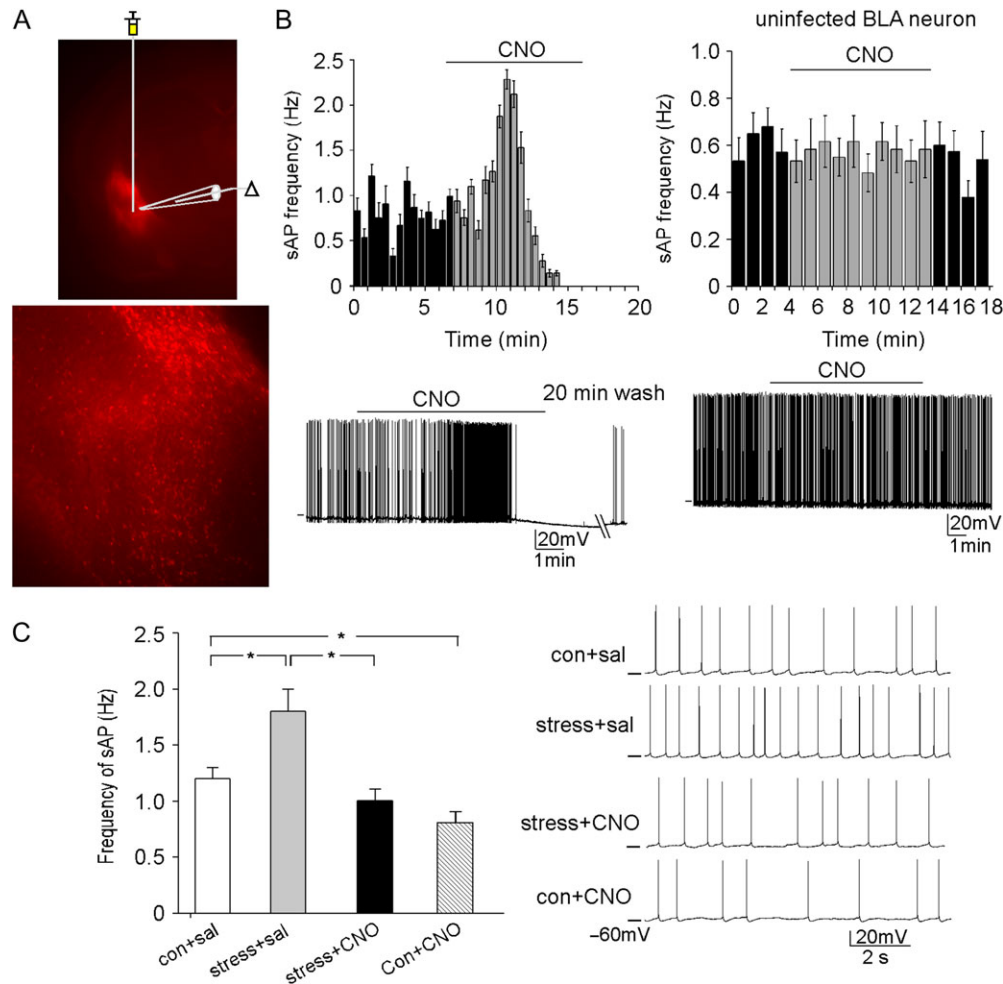 A
B
CNO
sAP frequency (Hz)
2.5
2.0
1.5
1.0
0.5
0
0 5 10 15 20
Time (min)
uninfected BLA neuron
CNO
sAP frequency (Hz)
1.0
0.8
0.6
0.4
0.2
0
0 2 4 6 8 10 12 14 16 18
Time (min)
CNO
20 min wash
20mV
1min
CNO
20mV
1min
C
Frequency of sAP (Hz)
2.5
2.0
1.5
1.0
0.5
0
*
* *
con+sal
stress+sal
stress+CNO
Con+CNO
con+sal
stress+sal
stress+CNO
con+CNO
–60mV
20mV
2 s